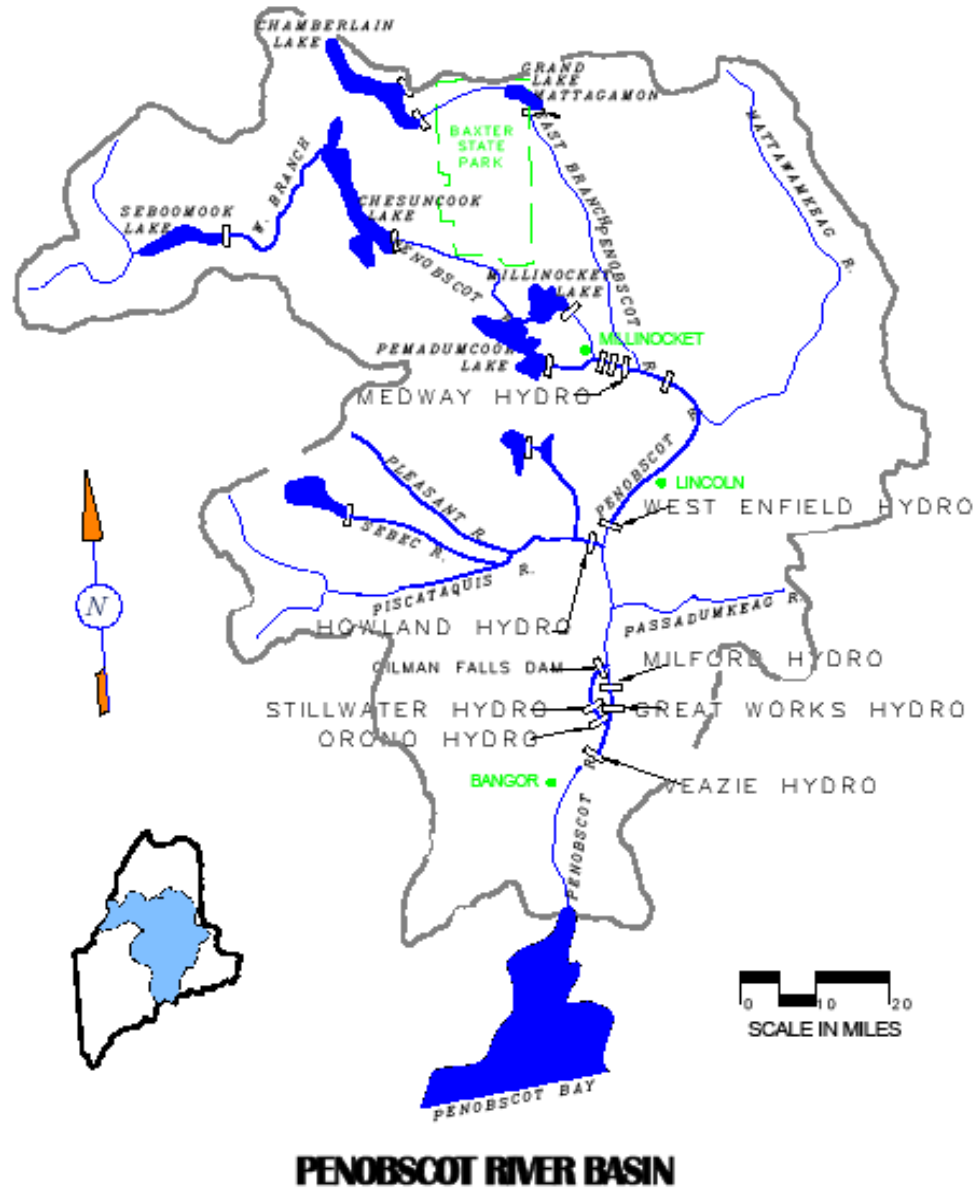 CHAMBERLAIN
LAKE
GRAND
LAKE
MATTAGAMON
BAXTER
STATE
PARK
EAST BRANCH PENOBSCOT R.
MATTAWAMKEAG R.
W. BRANCH
SEBOOMOOK
LAKE
CHESUNCOOK
LAKE
PENOBSCOT R.
MILLINOCKET
LAKE
MILLINOCKET
PEMADUMCOOK
LAKE
MEDWAY HYDRO
PENOBSCOT R.
LINCOLN
WEST ENFIELD HYDRO
PLEASANT R.
SEBEC R.
PISCATAQUIS R.
PASSADUMKEAG R.
HOWLAND HYDRO
GILMAN FALLS DAM
MILFORD HYDRO
STILLWATER HYDRO
GREAT WORKS HYDRO
ORONO HYDRO
BANGOR
VEAZIE HYDRO
PENOBSCOT R
N
0 10 20
SCALE IN MILES
PENOBSCOT BAY
PENOBSCOT RIVER BASIN